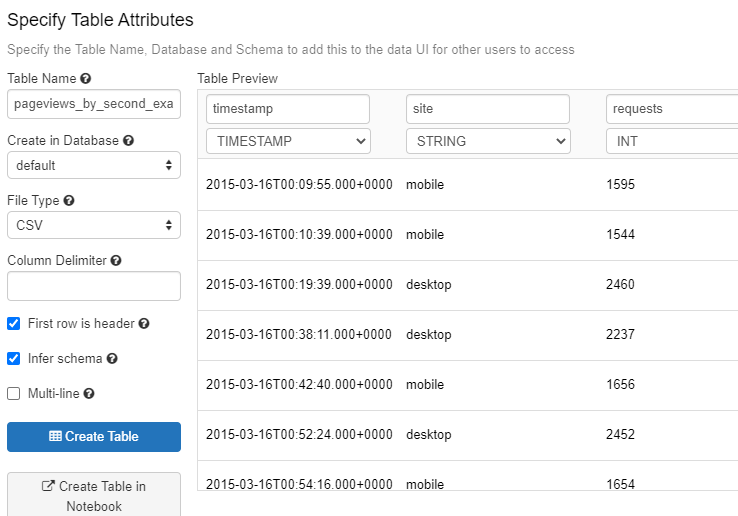 Specify Table Attributes
Specify the Table Name, Database and Schema to add this to the data UI for other users to access
Table Name
pageviews_by_second_exa
Create in Database
default
File Type
CSV
Column Delimiter
First row is header
Infer schema
Multi-line
Create Table
Create Table in
Notebook
Table Preview
timestamp site requests
TIMESTAMP STRING INT
2015-03-16T00:09:55.000+0000 mobile 1595
2015-03-16T00:10:39.000+0000 mobile 1544
2015-03-16T00:19:39.000+0000 desktop 2460
2015-03-16T00:38:11.000+0000 desktop 2237
2015-03-16T00:42:40.000+0000 mobile 1656
2015-03-16T00:52:24.000+0000 desktop 2452
2015-03-16T00:54:16.000+0000 mobile 1654